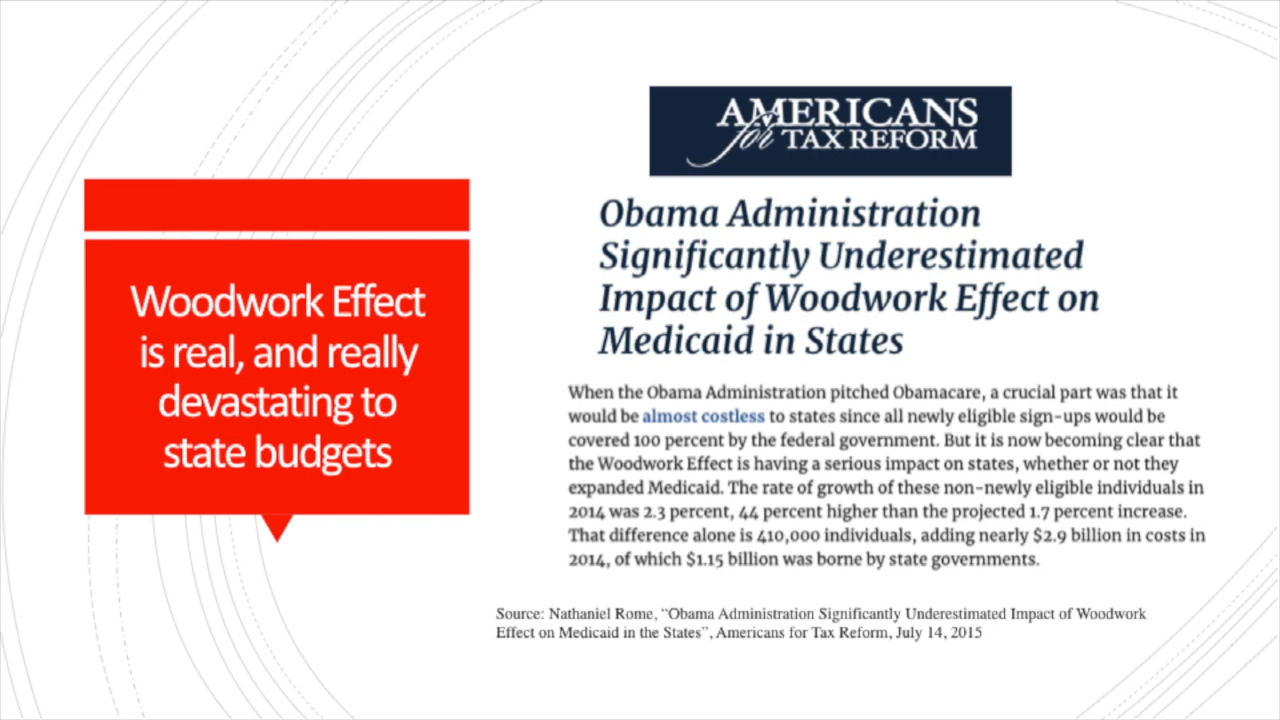 Woodwork Effect
is real, and really
devastating to
state budgets
AMERICANS
for TAX REFORM
Obama Administration
Significantly Underestimated
Impact of Woodwork Effect on
Medicaid in States
When the Obama Administration pitched Obamacare, a crucial part was that it
would be almost costless to states since all newly eligible sign-ups would be
covered 100 percent by the federal government. But it is now becoming clear that
the Woodwork Effect is having a serious impact on states, whether or not they
expanded Medicaid. The rate of growth of these non-newly eligible individuals in
2014 was 2.3 percent, 44 percent higher than the projected 1.7 percent increase.
That difference alone is 410,000 individuals, adding nearly $2.9 billion in costs in
2014, of which $1.15 billion was borne by state governments.
Source: Nathaniel Rome, “Obama Administration Significantly Underestimated Impact of Woodwork
Effect on Medicaid in the States”, Americans for Tax Reform, July 14, 2015